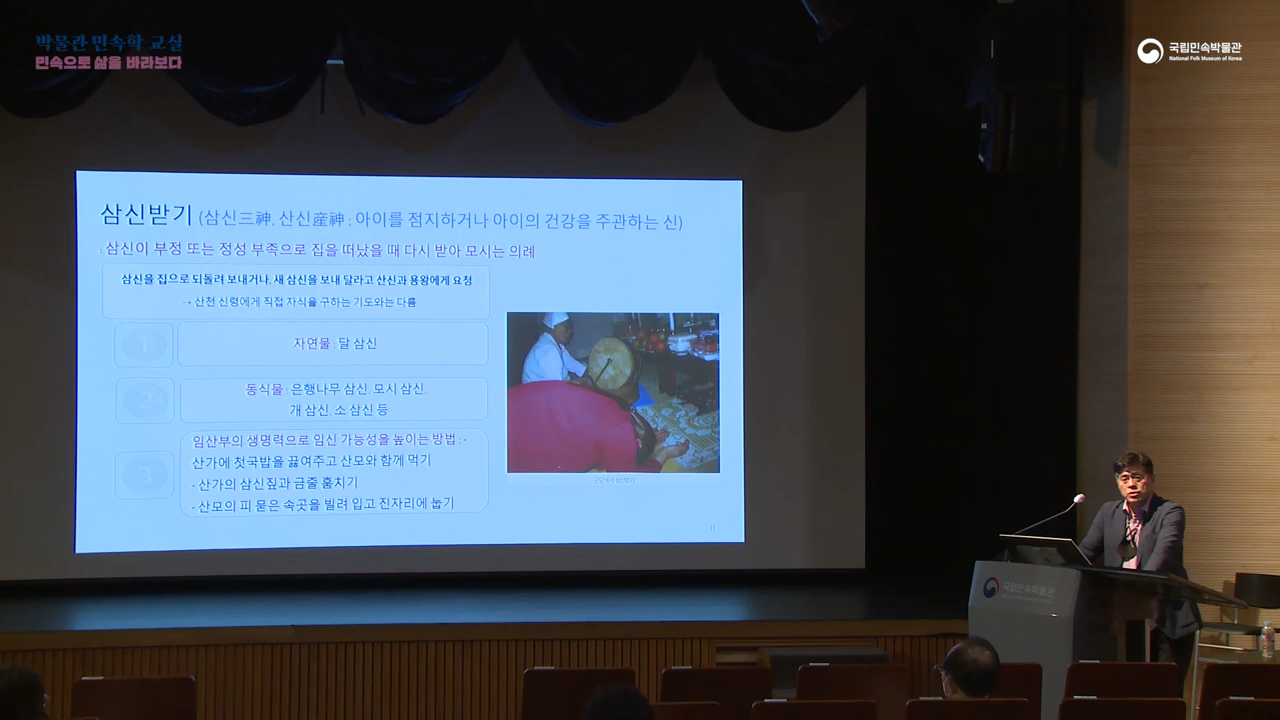 박물관 민속학 교실
민속으로 삶을 바라보다
국립민속박물관
National Folk Museum of Korea
삼신받기 (삼신三神, 산신産神 : 아이를 점지하거나 아이의 건강을 주관하는 신)
: 삼신이 부정 또는 정성 부족으로 집을 떠났을 때 다시 받아 모시는 의례
삼신을 집으로 되돌려 보내거나, 새 삼신을 보내 달라고 산신과 용왕에게 요청
→ 산천 신령에게 직접 자식을 구하는 기도와는 다름
1
자연물 : 달 삼신
2
동식물 : 은행나무 삼신, 모시 삼신,
개 삼신, 소 삼신 등
3
임산부의 생명력으로 임신 가능성을 높이는 방법 : -
산가에 첫국밥을 끓여주고 산모와 함께 먹기
- 산가의 삼신짚과 금줄 훔치기
- 산모의 피 묻은 속곳을 빌려 입고 진자리에 눕기
삼신받기
11
국립민속박물관